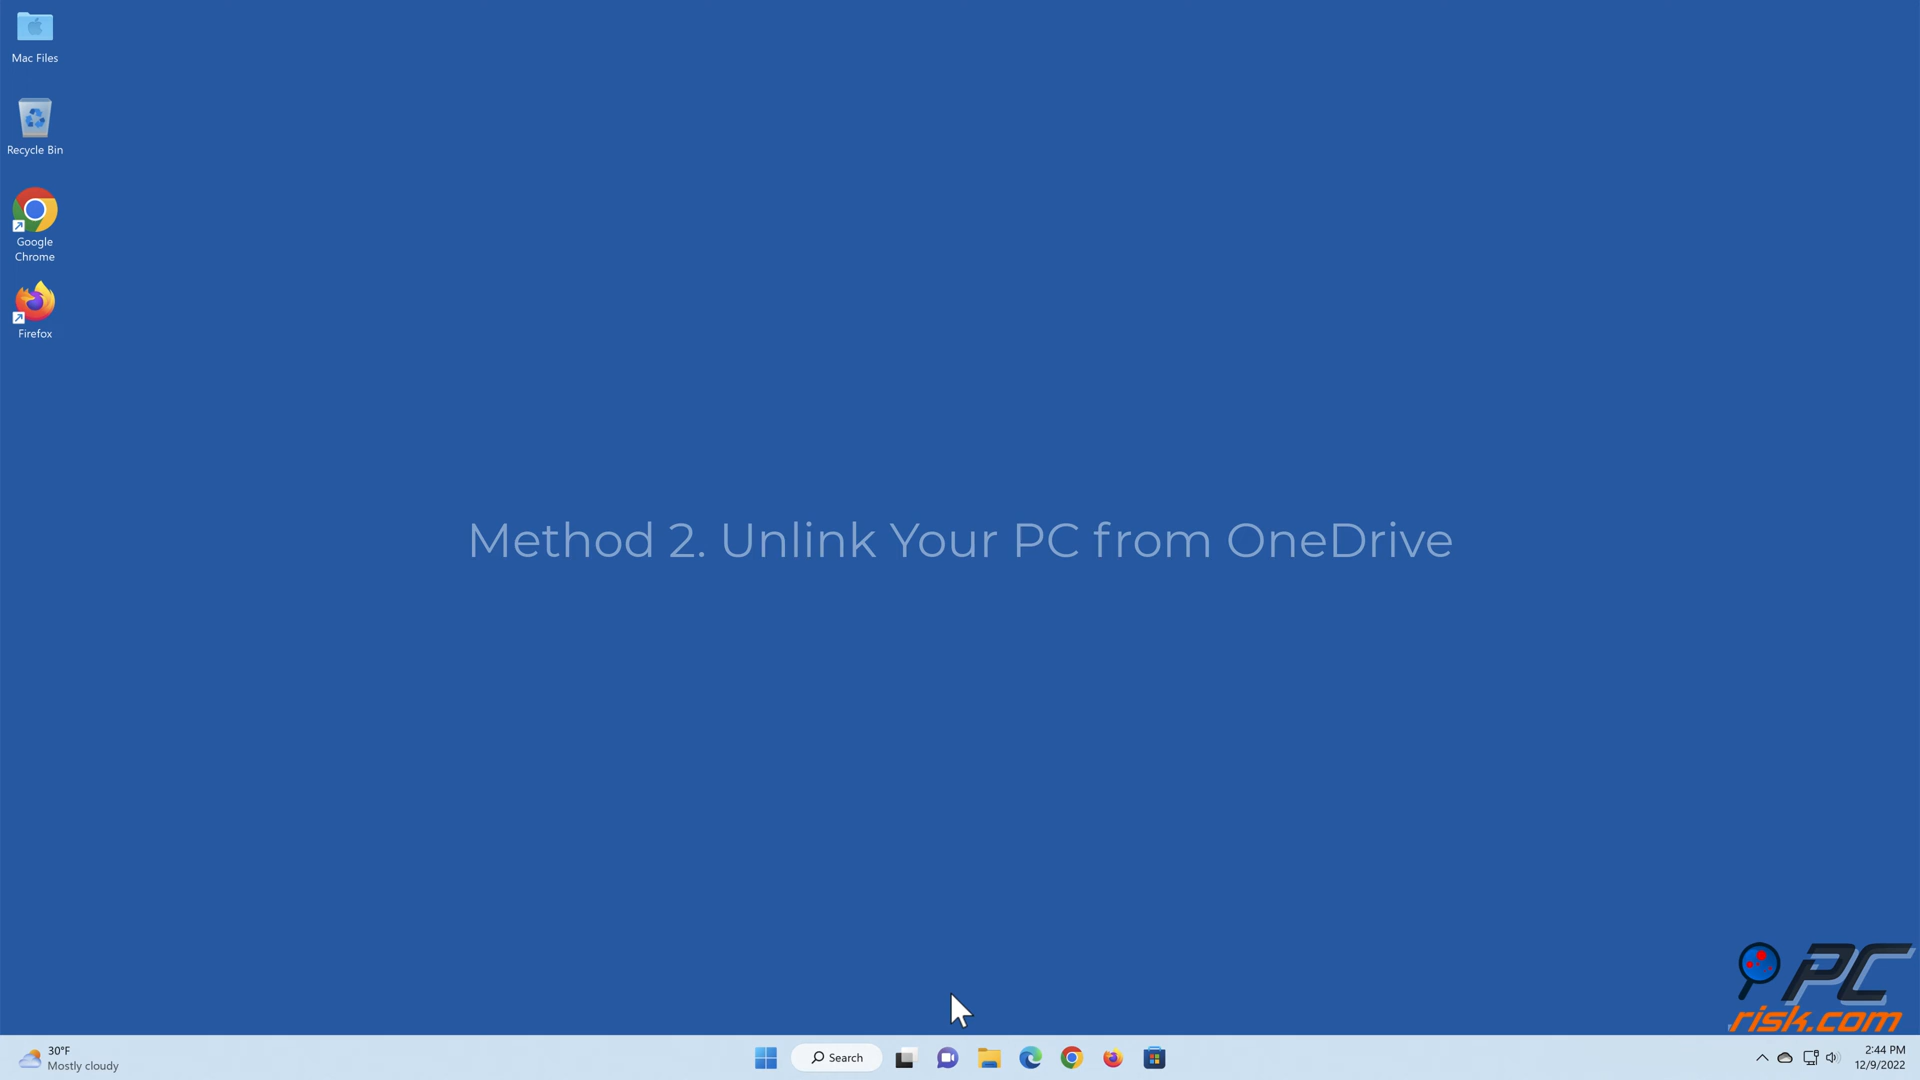 Mac Files
Recycle Bin
Google
Chrome
Firefox
Method 2. Unlink Your PC from OneDrive
PC
risk.com
30°F
Mostly cloudy
Search
2:44 PM
12/9/2022